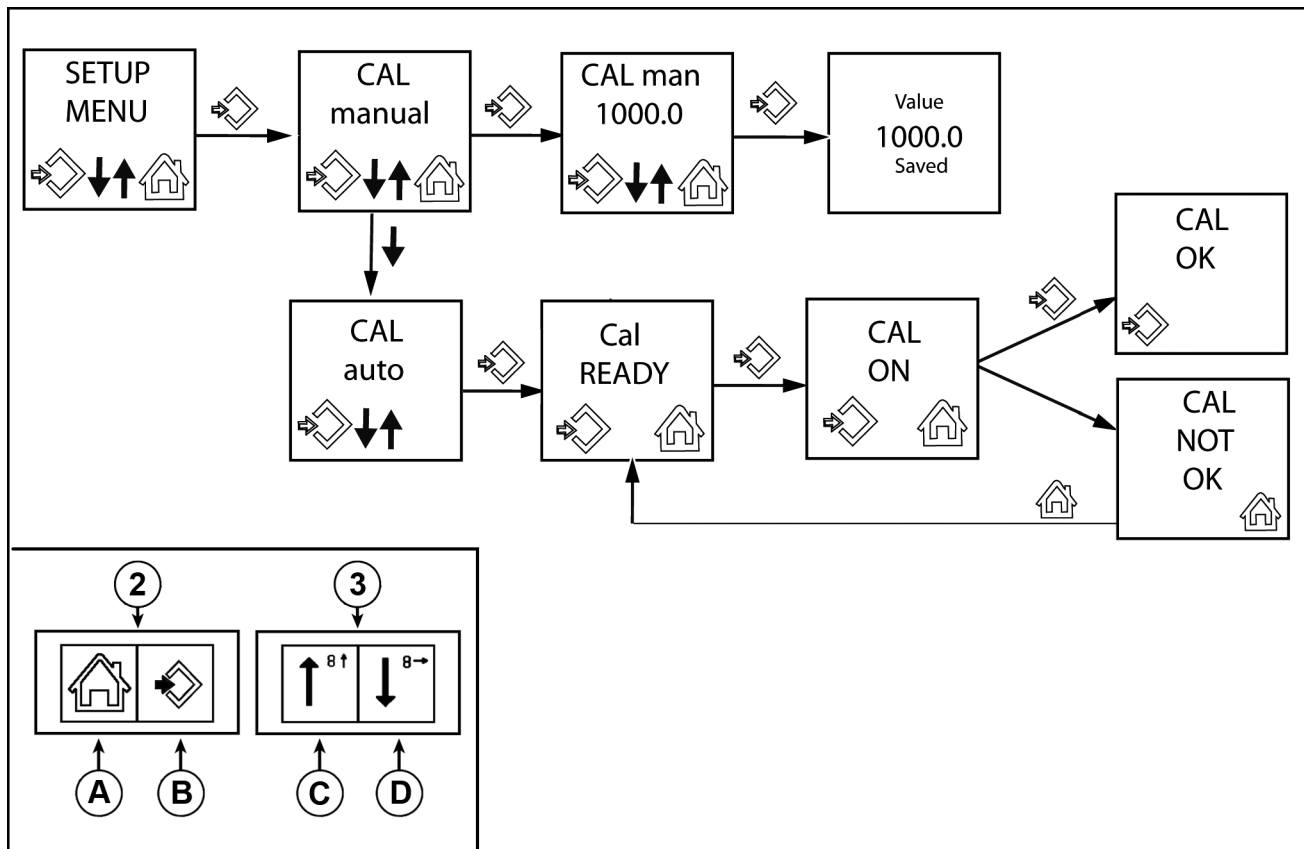 SETUP
MENU
CAL
manual
CAL man
1000.0
Value
1000.0
Saved
CAL
OK
CAL
auto
Cal
READY
CAL
ON
CAL
NOT
OK
2
3
8↑
8→
A
B
C
D